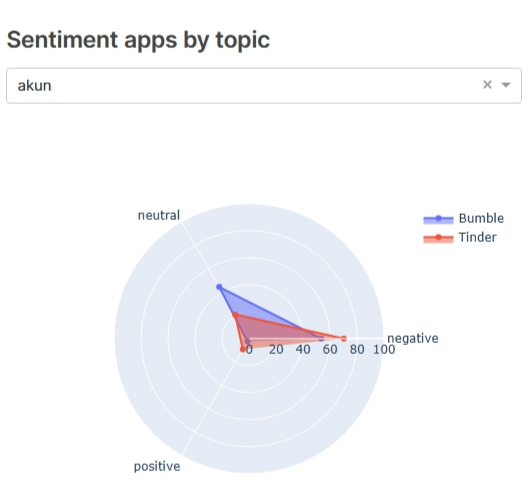 Sentiment apps by topic
akun
neutral
Bumble
Tinder
negative
0 20 40 60 80 100
positive